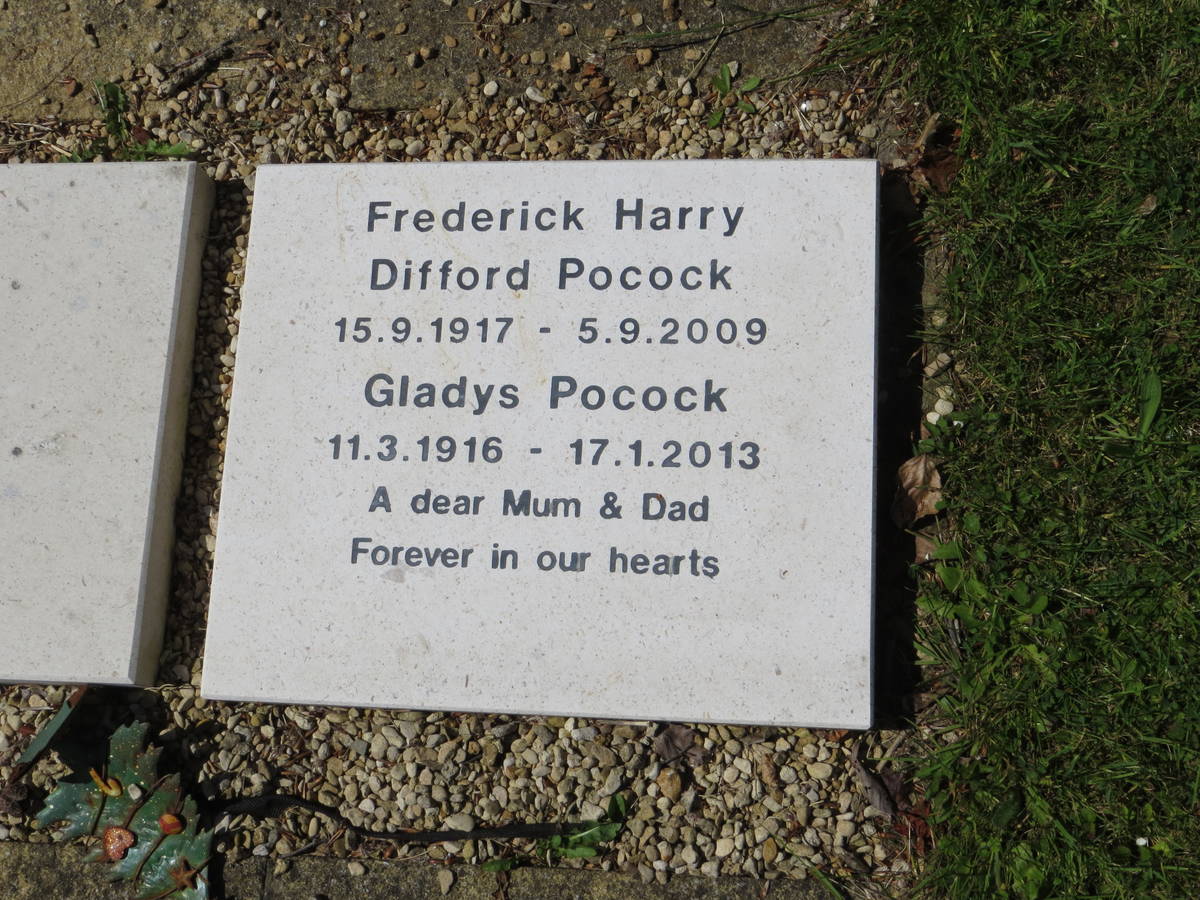 Frederick Harry
Difford Pocock
15.9.1917 - 5.9.2009
Gladys Pocock
11.3.1916 - 17.1.2013
A dear Mum & Dad
Forever in our hearts